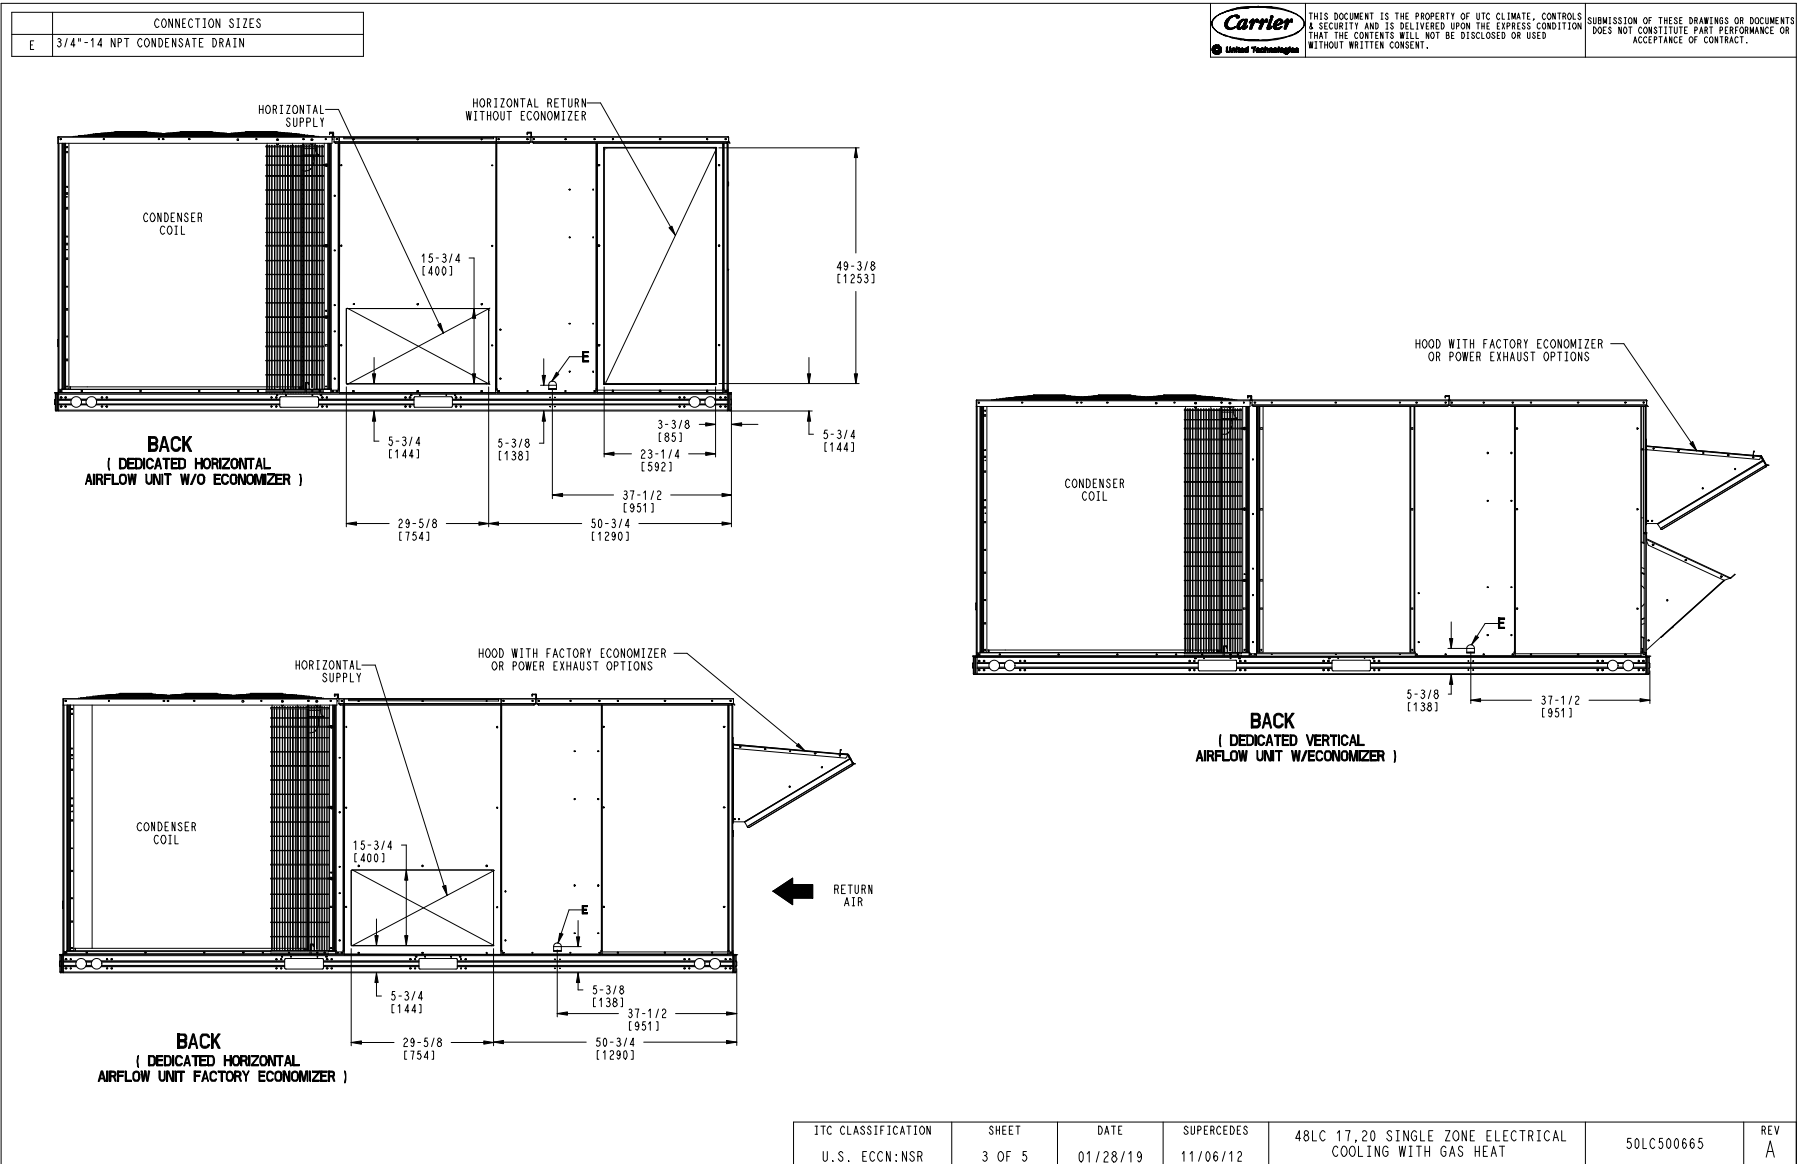 CONNECTION SIZES
E 3/4"-14 NPT CONDENSATE DRAIN
Carrier
© United Technologies
THIS DOCUMENT IS THE PROPERTY OF UTC CLIMATE, CONTROLS
& SECURITY AND IS DELIVERED UPON THE EXPRESS CONDITION
THAT THE CONTENTS WILL NOT BE DISCLOSED OR USED
WITHOUT WRITTEN CONSENT.
SUBMISSION OF THESE DRAWINGS OR DOCUMENTS
DOES NOT CONSTITUTE PART PERFORMANCE OR
ACCEPTANCE OF CONTRACT.
HORIZONTAL
SUPPLY
HORIZONTAL RETURN
WITHOUT ECONOMIZER
CONDENSER
COIL
15-3/4
[400]
49-3/8
[1253]
E
5-3/4
[144]
5-3/8
[138]
3-3/8
[85]
23-1/4
[592]
5-3/4
[144]
37-1/2
[951]
29-5/8
[754]
50-3/4
[1290]
BACK
( DEDICATED HORIZONTAL
AIRFLOW UNIT W/O ECONOMIZER )
HOOD WITH FACTORY ECONOMIZER
OR POWER EXHAUST OPTIONS
CONDENSER
COIL
E
5-3/8
[138]
37-1/2
[951]
BACK
( DEDICATED VERTICAL
AIRFLOW UNIT W/ECONOMIZER )
HORIZONTAL
SUPPLY
HOOD WITH FACTORY ECONOMIZER
OR POWER EXHAUST OPTIONS
CONDENSER
COIL
15-3/4
[400]
RETURN
AIR
E
5-3/4
[144]
5-3/8
[138]
37-1/2
[951]
29-5/8
[754]
50-3/4
[1290]
BACK
( DEDICATED HORIZONTAL
AIRFLOW UNIT FACTORY ECONOMIZER )
ITC CLASSIFICATION
U.S. ECCN:NSR
SHEET
3 OF 5
DATE
01/28/19
SUPERCEDES
11/06/12
48LC 17,20 SINGLE ZONE ELECTRICAL
COOLING WITH GAS HEAT
50LC500665
REV
A